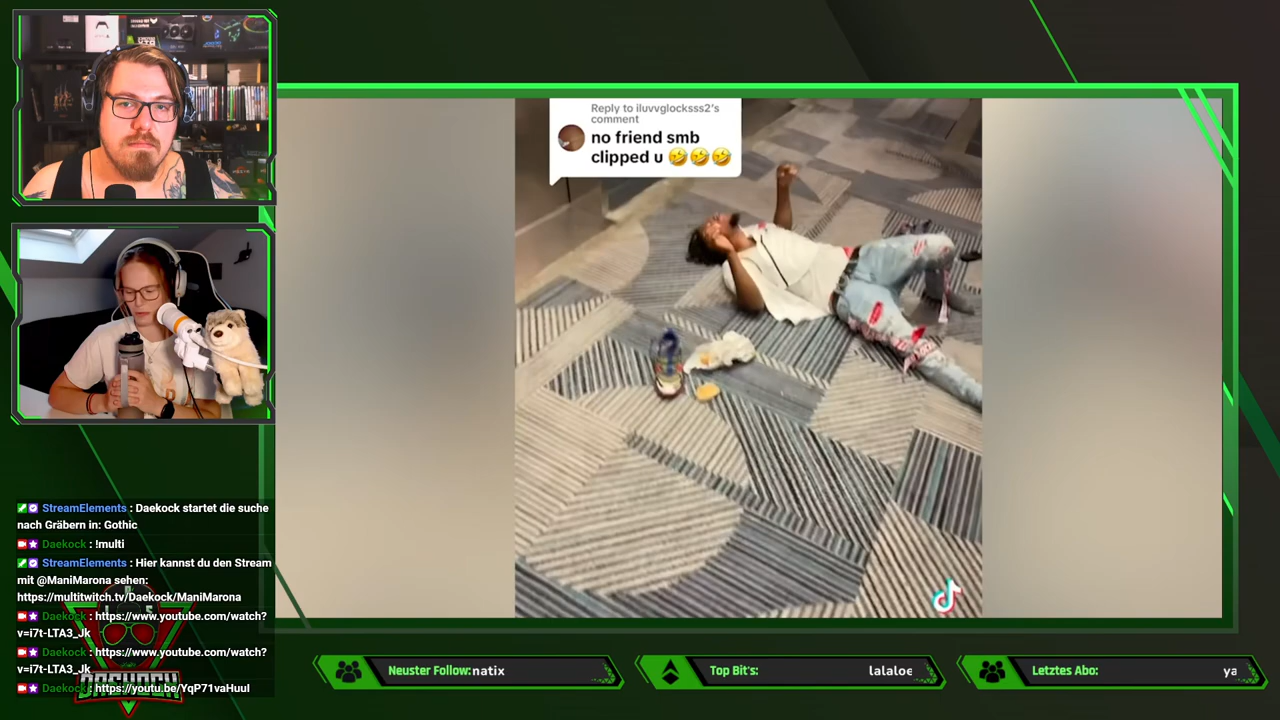 Reply to iluvvglocksss2's
comment
no friend smb
clipped u 🤣🤣🤣
StreamElements : Daekock startet die suche
nach Gräbern in: Gothic
Daekock : !multi
StreamElements : Hier kannst du den Stream
mit @ManiMarona sehen:
https://multitwitch.tv/Daekock/ManiMarona
Daekock : https://www.youtube.com/watch?
v=i7t-LTA3_Jk
Daekock : https://www.youtube.com/watch?
v=i7t-LTA3_Jk
Daekock : https://youtu.be/YqP71vaHuuI
DAEKOCK
Neuster Follow: natix
Top Bit's: lalaloe
Letztes Abo: ya